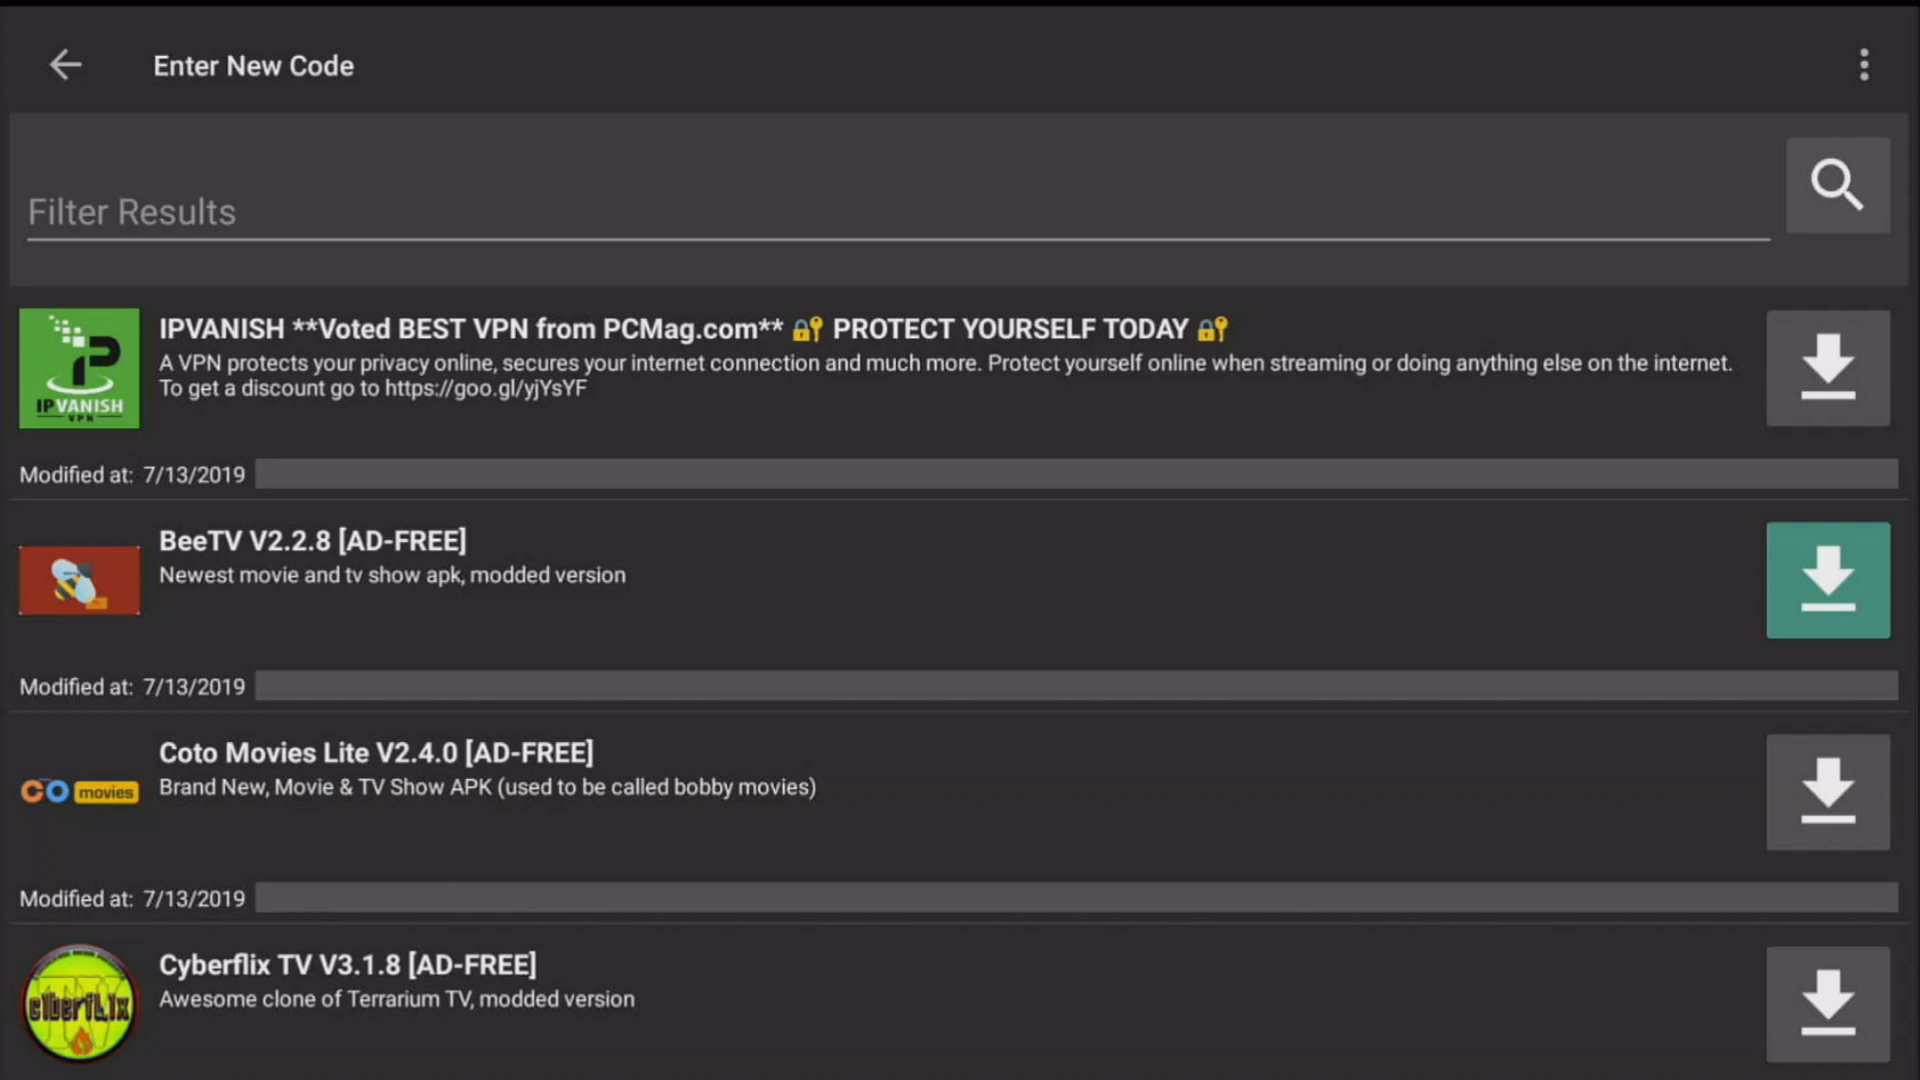 Enter New Code
Filter Results
IPVANISH **Voted BEST VPN from PCMag.com** 🔐 PROTECT YOURSELF TODAY 🔐
A VPN protects your privacy online, secures your internet connection and much more. Protect yourself online when streaming or doing anything else on the internet.
To get a discount go to https://goo.gl/yjYsYF
IPVANISH
VPN
Modified at: 7/13/2019
BeeTV V2.2.8 [AD-FREE]
Newest movie and tv show apk, modded version
Modified at: 7/13/2019
Coto Movies Lite V2.4.0 [AD-FREE]
CO movies
Brand New, Movie & TV Show APK (used to be called bobby movies)
Modified at: 7/13/2019
Cyberflix TV V3.1.8 [AD-FREE]
Awesome clone of Terrarium TV, modded version
cyberflix
TV